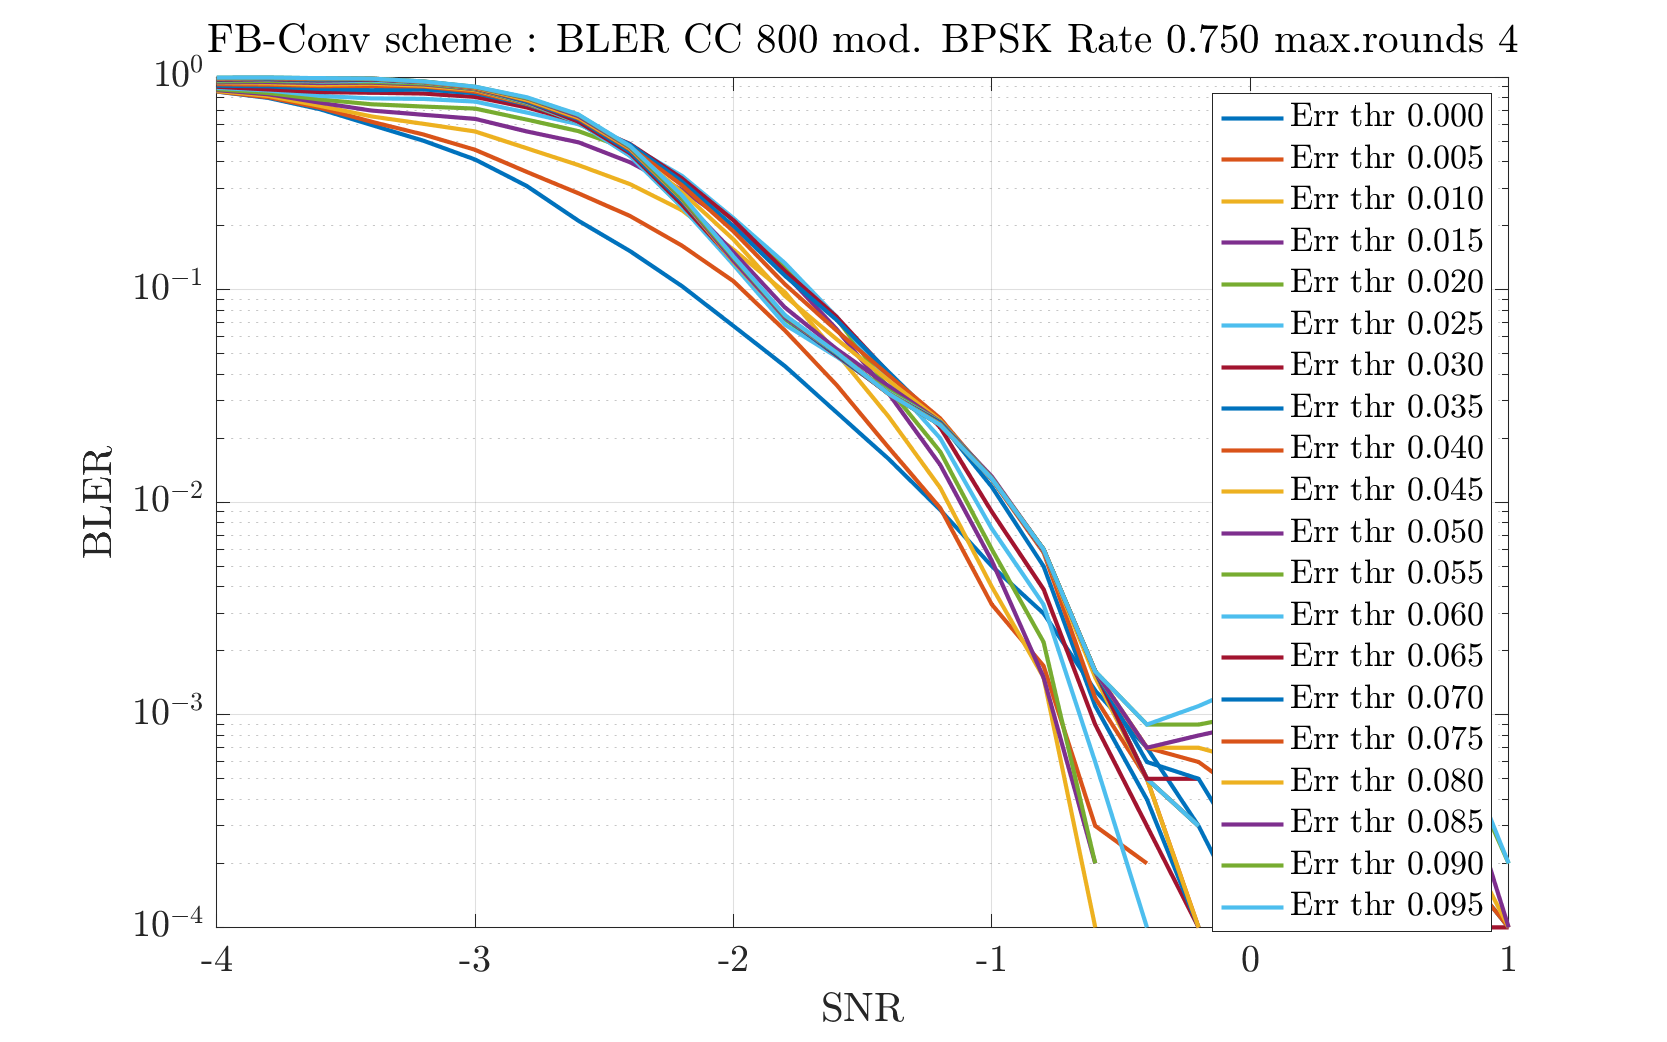 FB-Conv scheme : BLER CC 800 mod. BPSK Rate 0.750 max.rounds 4
10^0
10^−1
10^−2
10^−3
10^−4
BLER
-4 -3 -2 -1 0 1
SNR
Err thr 0.000
Err thr 0.005
Err thr 0.010
Err thr 0.015
Err thr 0.020
Err thr 0.025
Err thr 0.030
Err thr 0.035
Err thr 0.040
Err thr 0.045
Err thr 0.050
Err thr 0.055
Err thr 0.060
Err thr 0.065
Err thr 0.070
Err thr 0.075
Err thr 0.080
Err thr 0.085
Err thr 0.090
Err thr 0.095